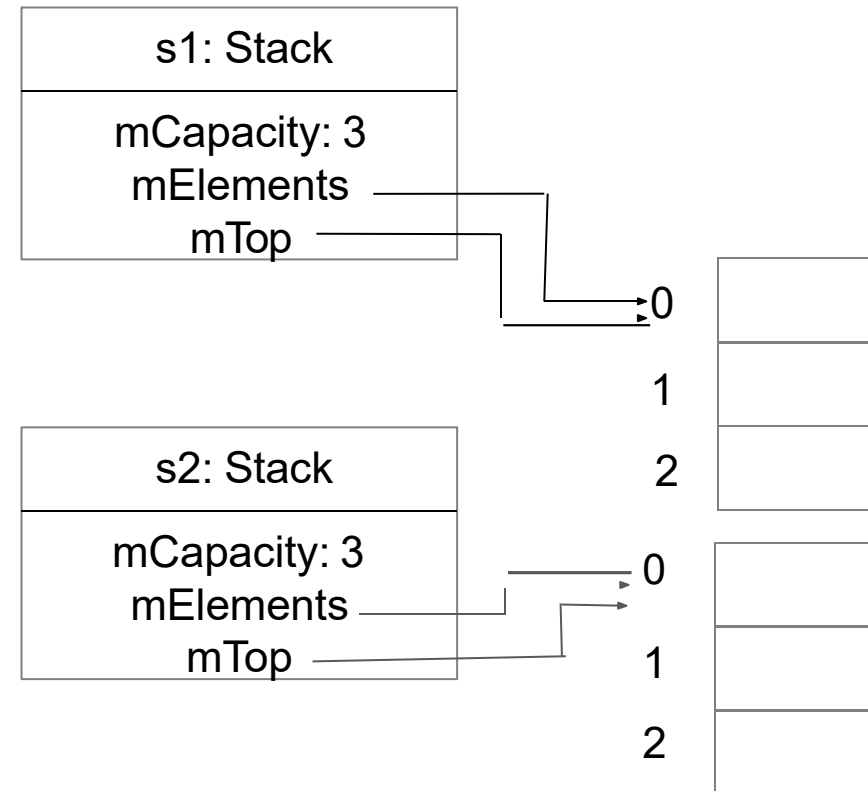 s1: Stack
mCapacity: 3
mElements
mTop
0
1
2
s2: Stack
mCapacity: 3
mElements
mTop
0
1
2